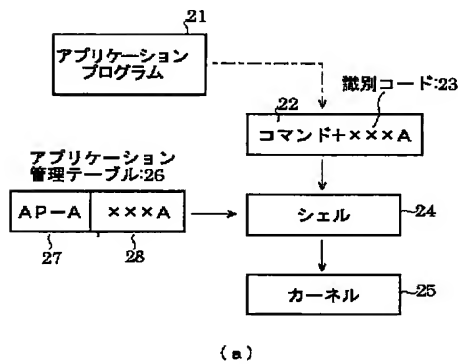 21
アプリケーション
プログラム
識別コード:23
22
コマンド+×××A
アプリケーション
管理テーブル:26
AP-A
×××A
シェル
24
27
28
カーネル
25
(a)